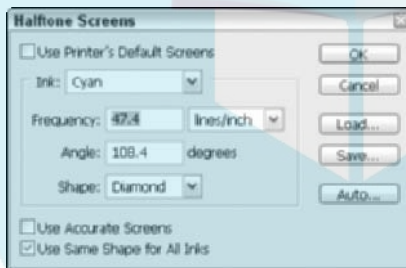 Halftone Screens
Use Printer's Default Screens
OK
Ink: Cyan
Cancel
Frequency: 47.4 lines/inch
Load...
Angle: 108.4 degrees
Save...
Shape: Diamond
Auto...
Use Accurate Screens
Use Same Shape for All Inks